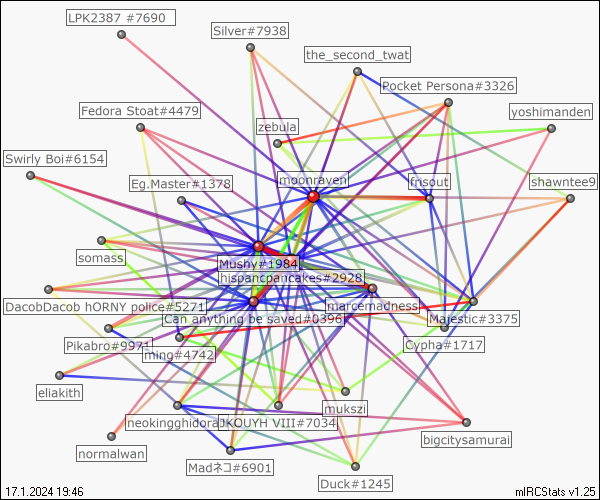 LPK2387 #7690
Silver#7938
the_second_twat
Pocket Persona#3326
Fedora Stoat#4479
yoshimanden
zebula
Swirly Boi#6154
moonraven
frisout
shawntee9
Eg.Master#1378
somass
Mushy#1984
hispancpancakes#2928
DacobDacob hORNY police#5271
marcemadness
Can anything be saved#0396
Majestic#3375
Pikabro#9971
ming#4742
Cypha#1717
eliakith
mukszi
neokingghidora
JKOUYH VIII#7034
bigcitysamurai
normalwan
Madネコ#6901
Duck#1245
17.1.2024 19:46
mIRCStats v1.25